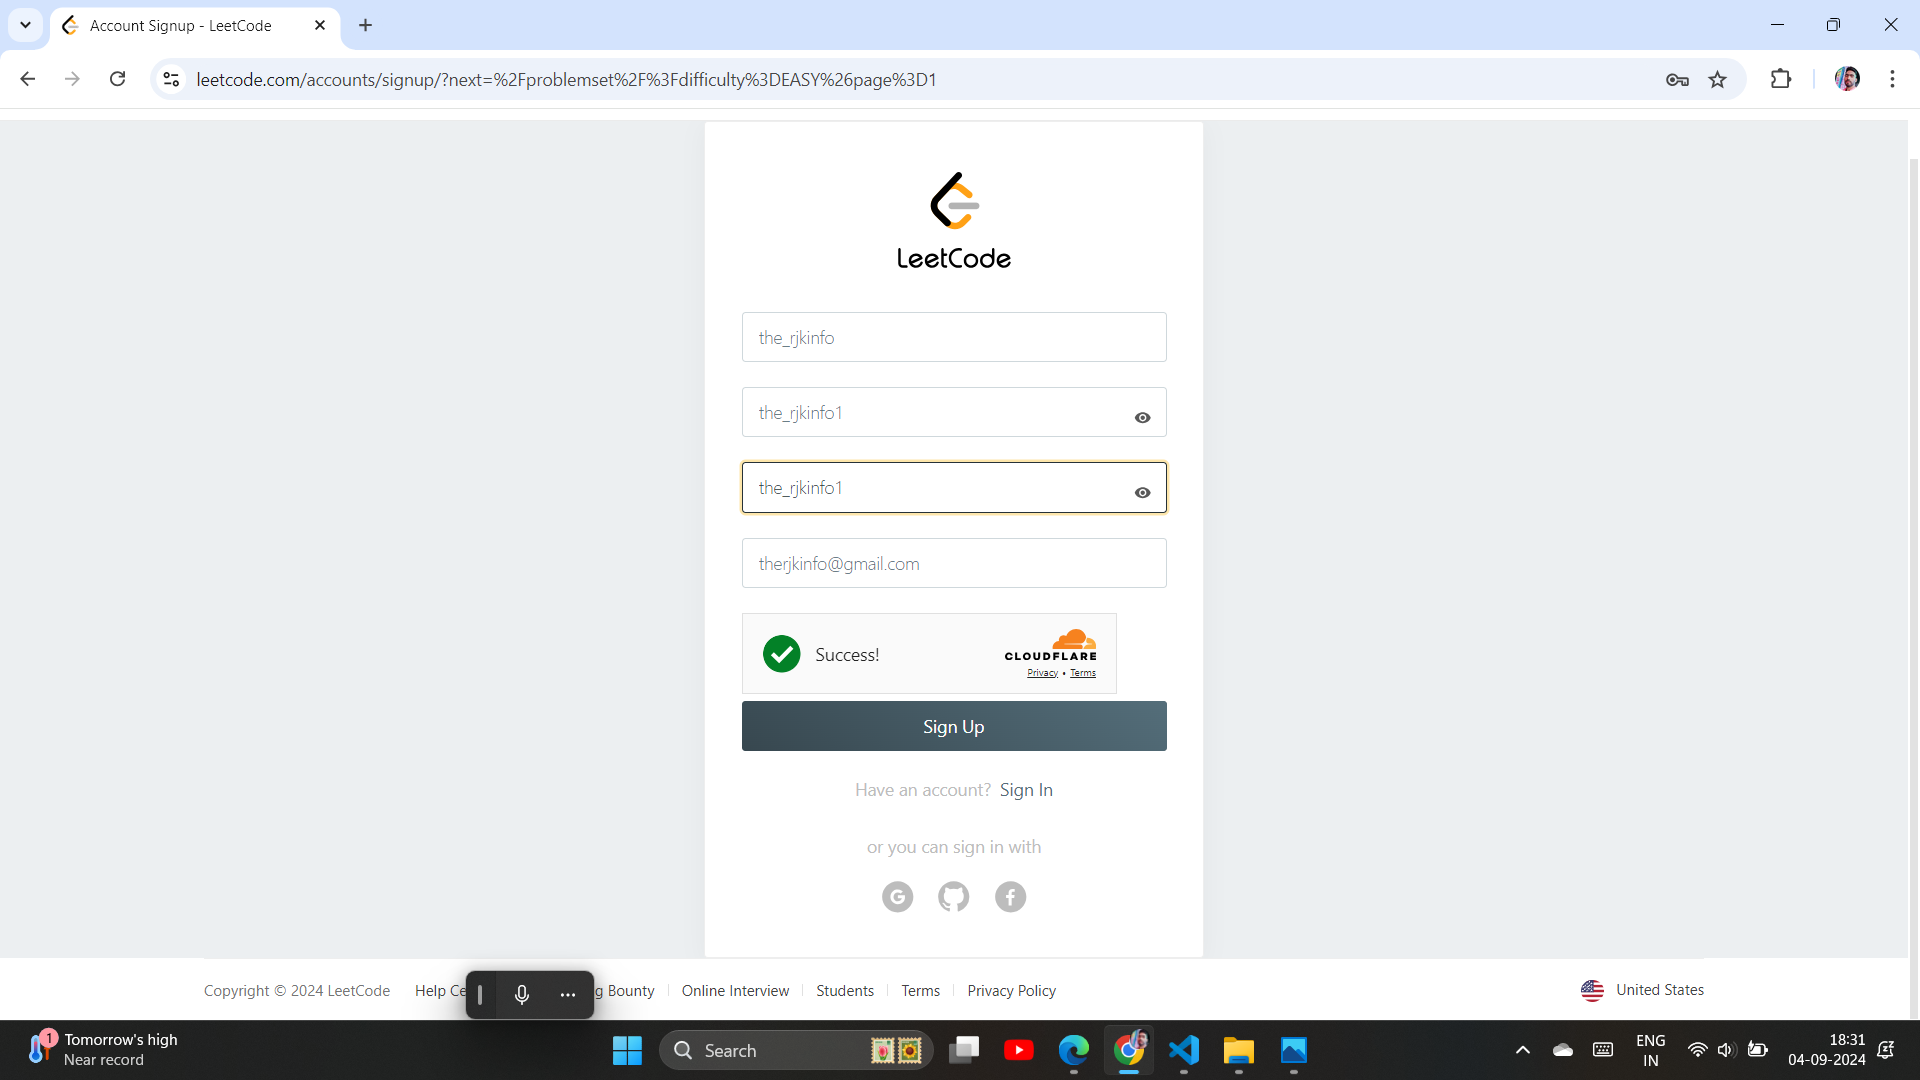 Account Signup - LeetCode
leetcode.com/accounts/signup/?next=%2Fproblemset%2F%3Fdifficulty%3DEASY%26page%3D1
LeetCode
the_rjkinfo
the_rjkinfo1
the_rjkinfo1
therjkinfo@gmail.com
Success!
CLOUDFLARE
Privacy • Terms
Sign Up
Have an account? Sign In
or you can sign in with
Copyright © 2024 LeetCode Help Ce g Bounty Online Interview Students Terms Privacy Policy United States
1
Tomorrow's high
Near record
Search
ENG
IN
18:31
04-09-2024